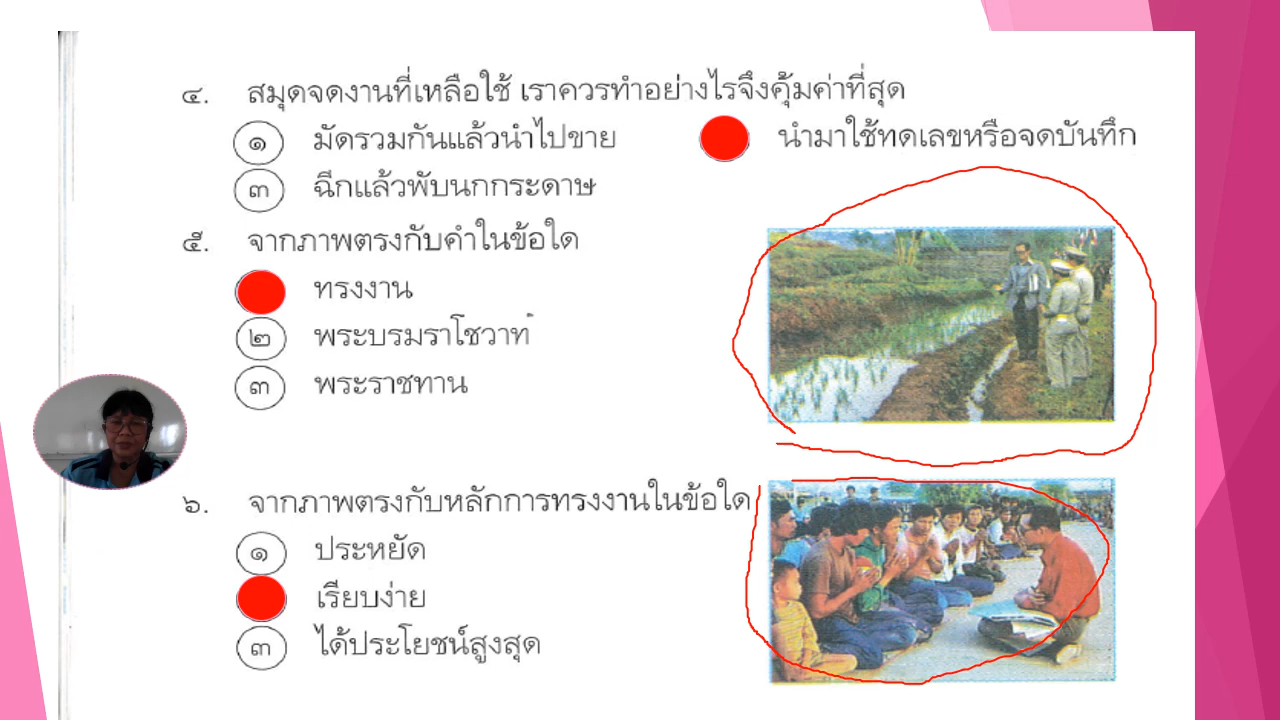 ๔. สมุดจดงานที่เหลือใช้ เราควรทำอย่างไรจึงคุ้มค่าที่สุด
๑ มัดรวมกันแล้วนำไปขาย นำมาใช้ทดเลขหรือจดบันทึก
๓ ฉีกแล้วพับนกกระดาษ
๕. จากภาพตรงกับคำในข้อใด
ทรงงาน
๒ พระบรมราโชวาท
๓ พระราชทาน
๖. จากภาพตรงกับหลักการทรงงานในข้อใด
๑ ประหยัด
เรียบง่าย
๓ ได้ประโยชน์สูงสุด